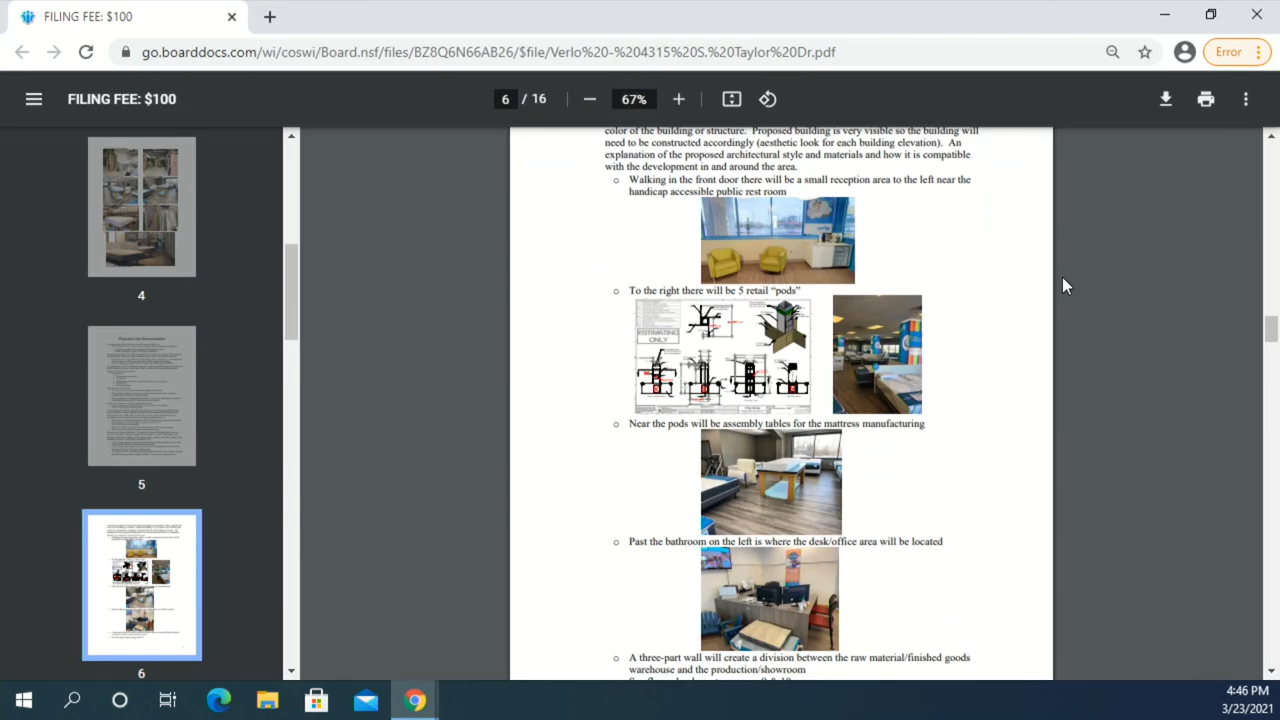 FILING FEE: $100
go.boarddocs.com/wi/coswi/Board.nsf/files/BZ8Q6N66AB26/$file/Verlo%20-%204315%20S.%20Taylor%20Dr.pdf
Error
FILING FEE: $100
6 / 16
67%
4
5
6
color of the building or structure. Proposed building is very visible so the building will
need to be constructed accordingly (aesthetic look for each building elevation). An
explanation of the proposed architectural style and materials and how it is compatible
with the development in and around the area.
o Walking in the front door there will be a small reception area to the left near the
handicap accessible public rest room
o To the right there will be 5 retail “pods”
ESTIMATING
ONLY
o Near the pods will be assembly tables for the mattress manufacturing
o Past the bathroom on the left is where the desk/office area will be located
o A three-part wall will create a division between the raw material/finished goods
warehouse and the production/showroom
4:46 PM
3/23/2021